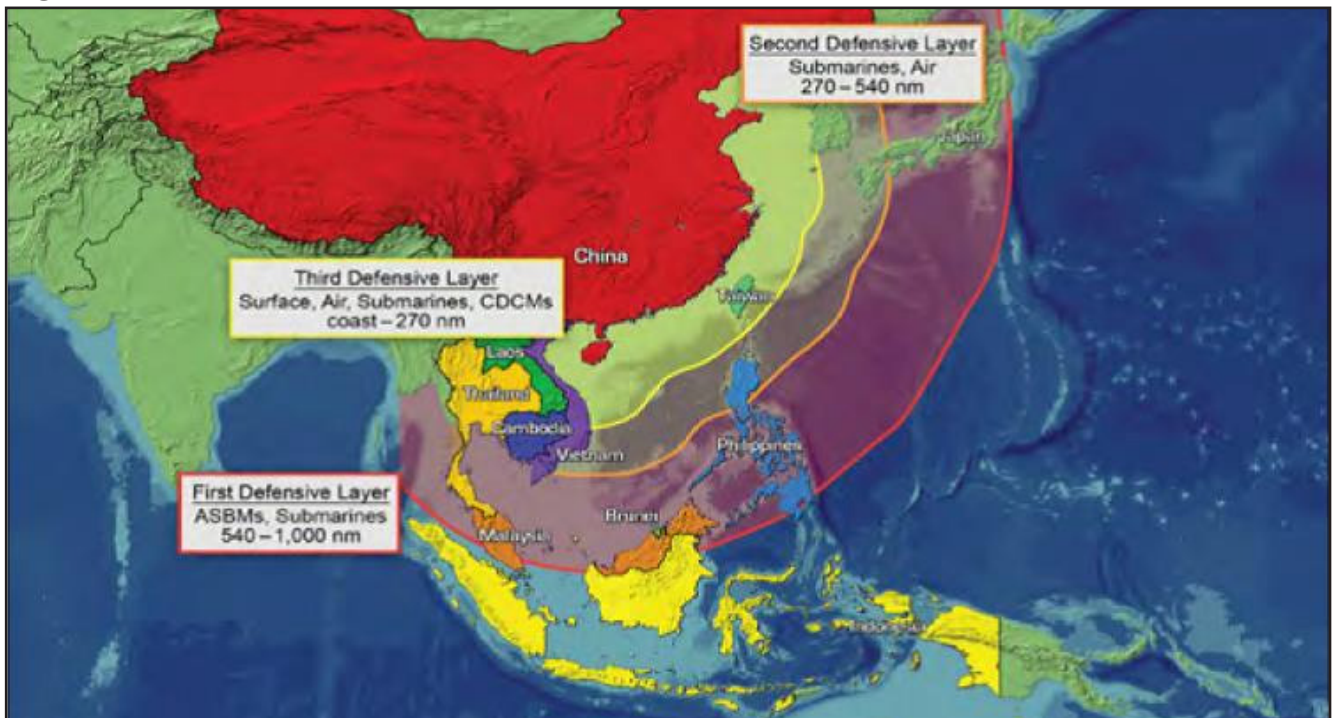 Second Defensive Layer
Submarines, Air
270 – 540 nm
Japan
China
Third Defensive Layer
Surface, Air, Submarines, CDCMs
coast – 270 nm
Taiwan
Laos
Thailand
Cambodia
Vietnam
Philippines
First Defensive Layer
ASBMs, Submarines
540 – 1,000 nm
Brunei
Malaysia
Indonesia